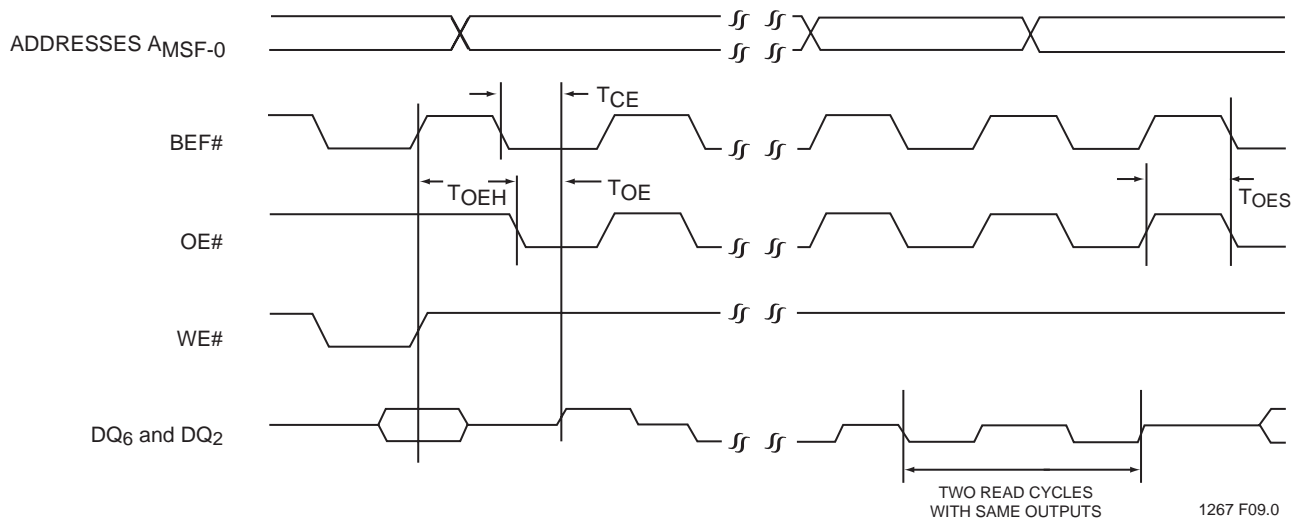 ADDRESSES AMSF-0
TCE
BEF#
TOEH
TOE
TOES
OE#
WE#
DQ6 and DQ2
TWO READ CYCLES
WITH SAME OUTPUTS
1267 F09.0